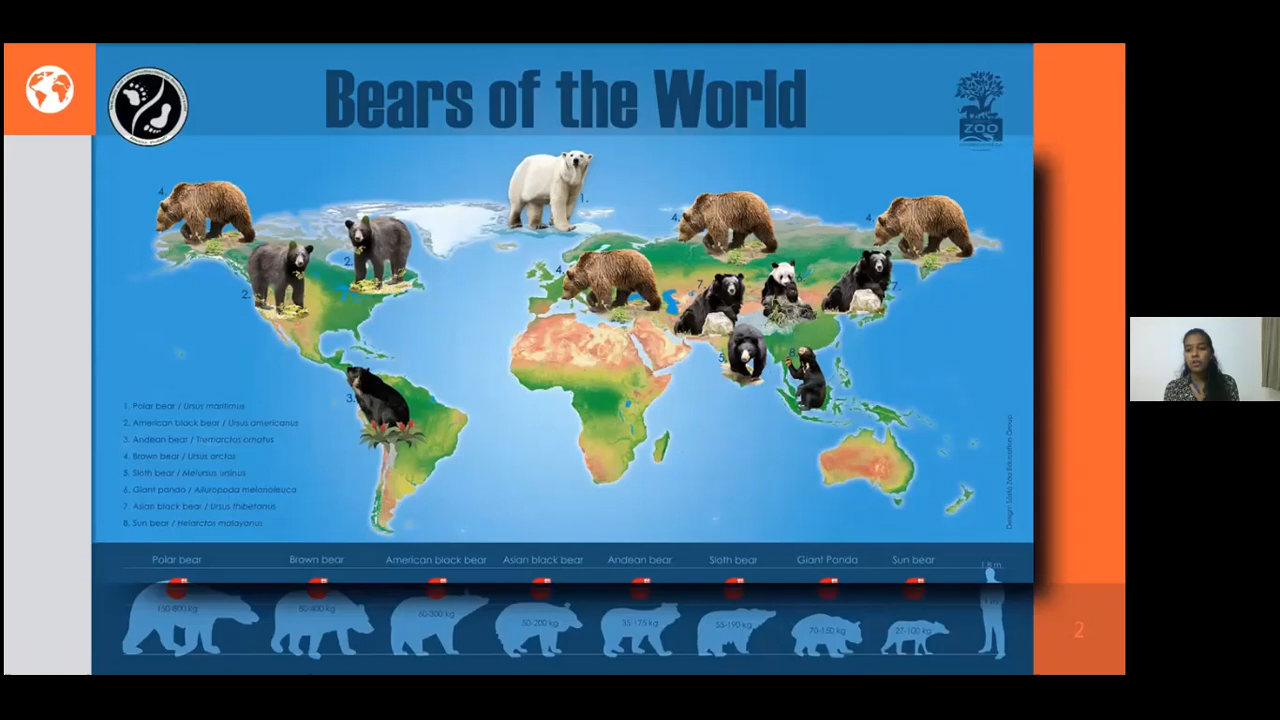 Bears of the World
ZOO
4.
1.
4.
4.
2.
2.
4.
7.
6.
7.
5.
8.
3.
1. Polar bear / Ursus maritimus
2. American black bear / Ursus americanus
3. Andean bear / Tremarctos ornatus
4. Brown bear / Ursus arctos
5. Sloth bear / Melursus ursinus
6. Giant panda / Ailuropoda melanoleuca
7. Asian black bear / Ursus thibetanus
8. Sun bear / Helarctos malayanus
Education Group
Polar bear Brown bear American black bear Asian black bear Andean bear Sloth bear Giant Panda Sun bear
1.8 m.
150-800 kg 80-400 kg 60-300 kg 50-200 kg 35-175 kg 55-190 kg 70-150 kg 27-100 kg
2